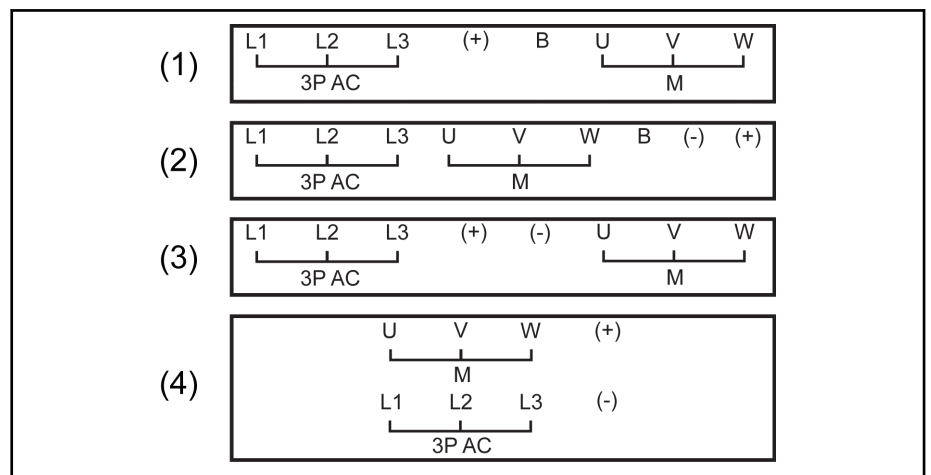 (1)
L1 L2 L3 (+) B U V W
3P AC M
(2)
L1 L2 L3 U V W B (-) (+)
3P AC M
(3)
L1 L2 L3 (+) (-) U V W
3P AC M
(4)
U V W (+)
M
L1 L2 L3 (-)
3P AC